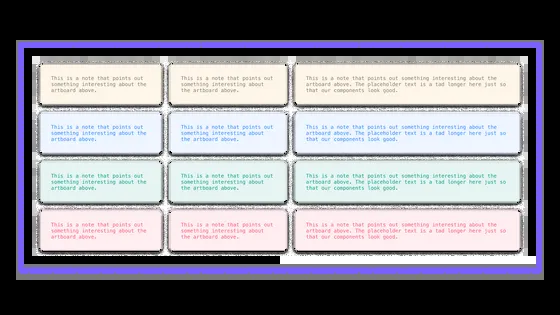 This is a note that points out
something interesting about the
artboard above.
This is a note that points out
something interesting about
the artboard above.
This is a note that points out something interesting about the
artboard above. The placeholder text is a tad longer here just so
that our components look good.
This is a note that points out
something interesting about the
artboard above.
This is a note that points out
something interesting about the
artboard above.
This is a note that points out something interesting about the
artboard above. The placeholder text is a tad longer here just so
that our components look good.
This is a note that points out
something interesting about the
artboard above.
This is a note that points out
something interesting about
the artboard above.
This is a note that points out something interesting about the
artboard above. The placeholder text is a tad longer here just so
that our components look good.
This is a note that points out
something interesting about the
artboard above.
This is a note that points out
something interesting about
the artboard above.
This is a note that points out something interesting about the
artboard above. The placeholder text is a tad longer here just so
that our components look good.